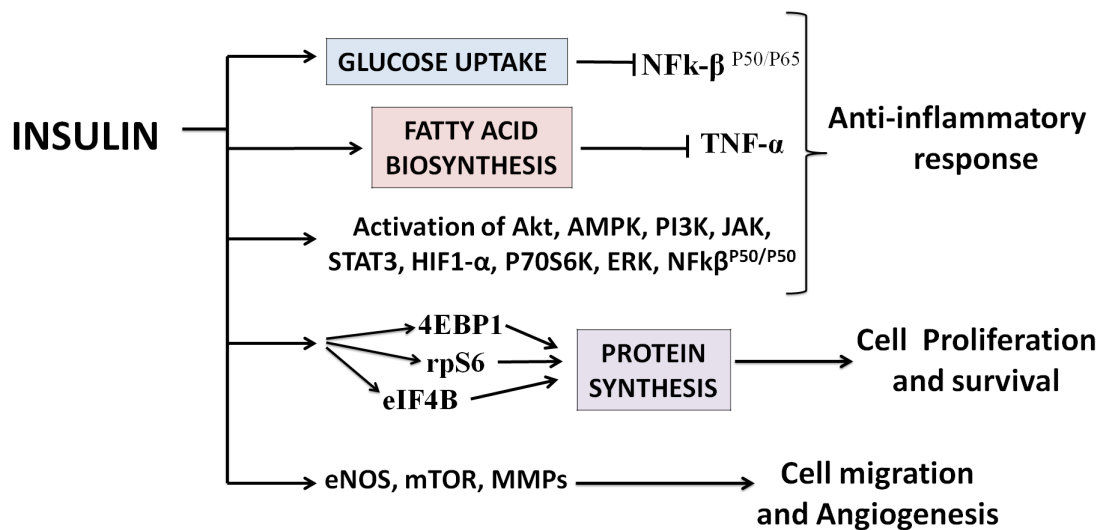 INSULIN
GLUCOSE UPTAKE
NFk-β P50/P65
FATTY ACID
BIOSYNTHESIS
TNF-α
Activation of Akt, AMPK, PI3K, JAK,
STAT3, HIF1-α, P70S6K, ERK, NFkβP50/P50
Anti-inflammatory
response
4EBP1
rpS6
eIF4B
PROTEIN
SYNTHESIS
Cell Proliferation
and survival
eNOS, mTOR, MMPs
Cell migration
and Angiogenesis